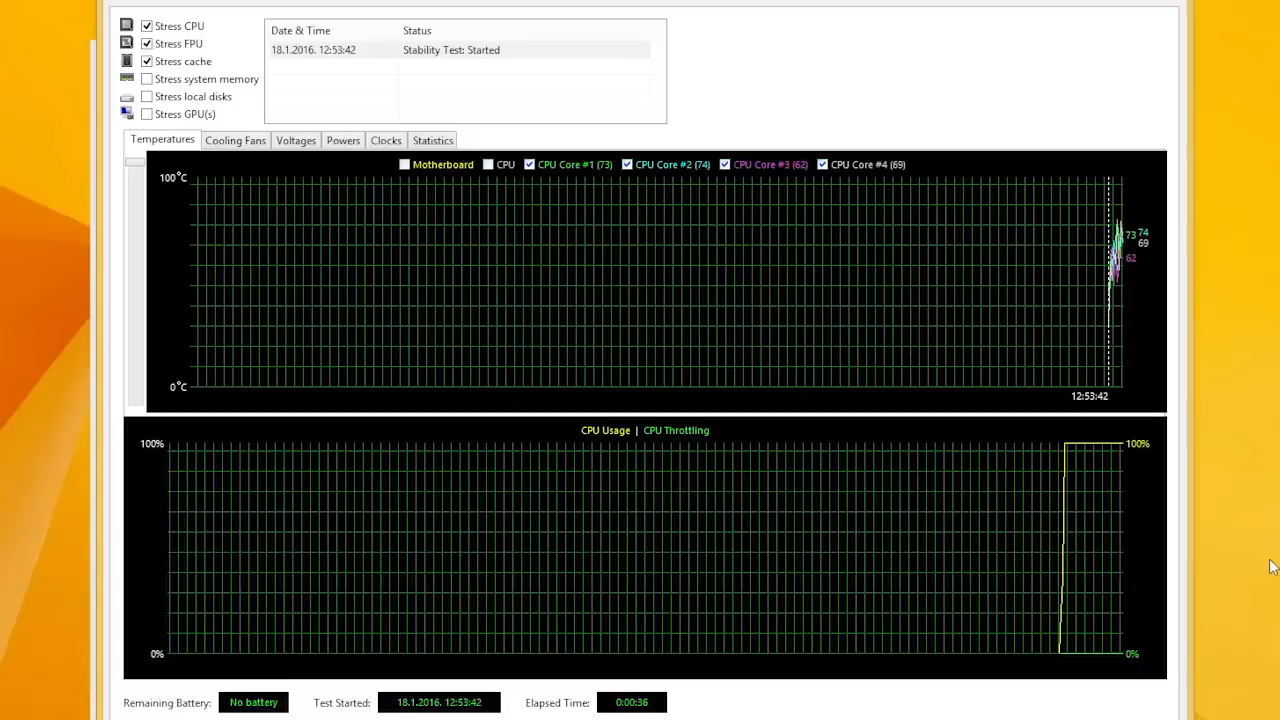 Stress CPU
Stress FPU
Stress cache
Stress system memory
Stress local disks
Stress GPU(s)
Date & Time Status
18.1.2016. 12:53:42 Stability Test: Started
Temperatures Cooling Fans Voltages Powers Clocks Statistics
Motherboard CPU CPU Core #1 (73) CPU Core #2 (74) CPU Core #3 (62) CPU Core #4 (69)
100°C
73 74
69
62
0°C
12:53:42
CPU Usage | CPU Throttling
100% 100%
0% 0%
Remaining Battery: No battery Test Started: 18.1.2016. 12:53:42 Elapsed Time: 0:00:36